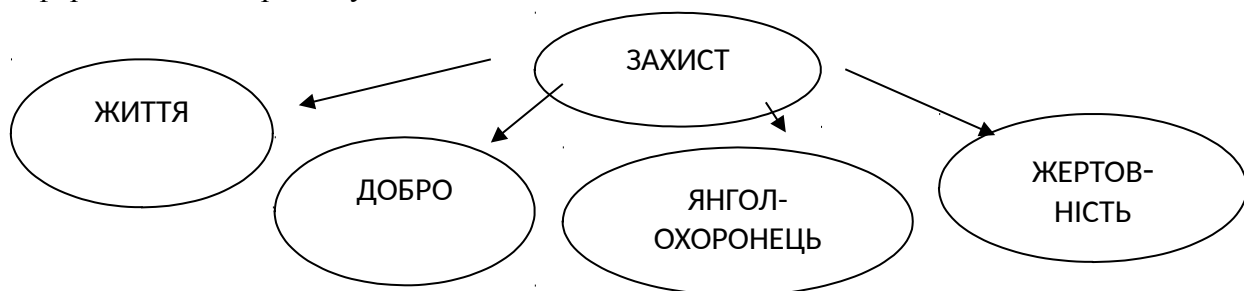 ЗАХИСТ
ЖИТТЯ
ДОБРО
ЯНГОЛ-
ОХОРОНЕЦЬ
ЖЕРТОВ-
НІСТЬ